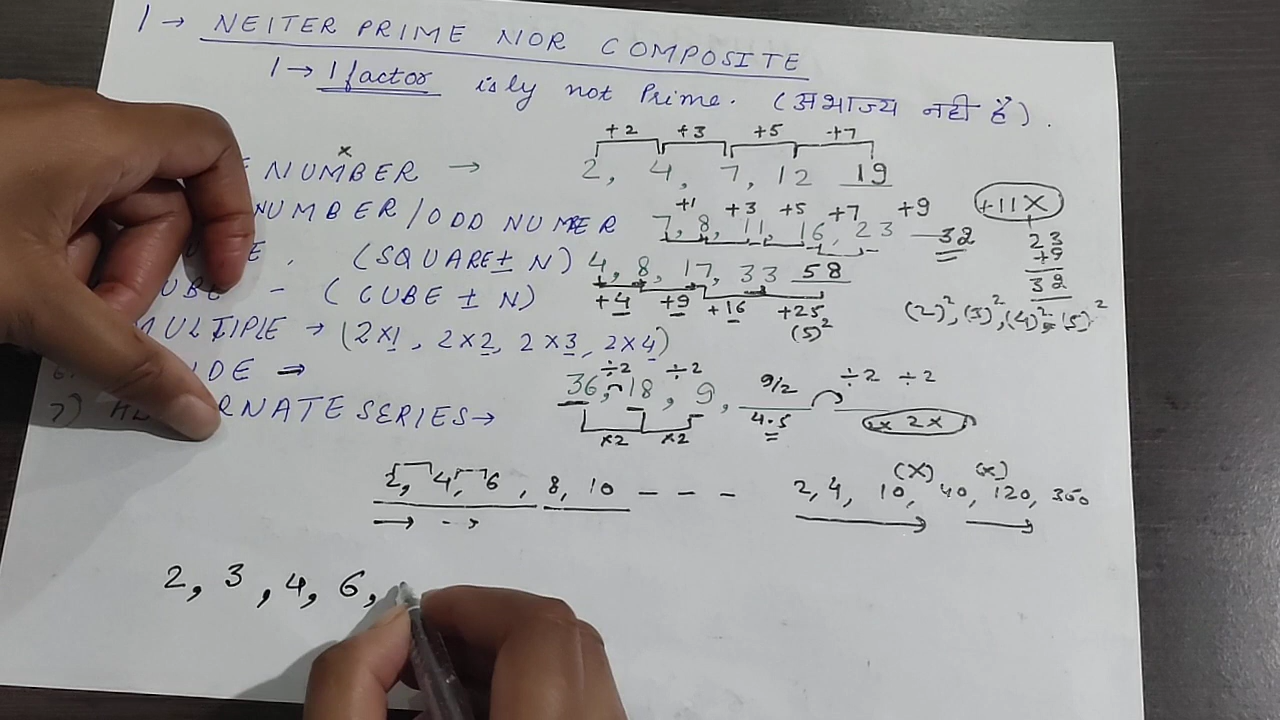 1 → NEITER PRIME NOR COMPOSITE
1 → 1 factor is ly not Prime. (अभाज्य नहीं है).
+2 +3 +5 +7
x
NUMBER → 2, 4, 7, 12 19
+1 +3 +5 +7 +9 +11 X
NUMBER / ODD NUMBER 7, 8, 11, 16, 23 32
23
+9
32
(SQUARE ± N) 4, 8, 17, 33 58
+4 +9 +16 +25
(5)² (2)², (3)², (4)², (5)²
UBE - (CUBE ± N)
MULTIPLE → (2×1, 2×2, 2×3, 2×4)
÷2 ÷2 ÷2 ÷2
DE → 36, 18, 9, 9/2
4.5
×2 ×2 2x
7) RNATE SERIES →
2, 4, 6, 8, 10 - - - 2, 4, 10, 40, 120, 360
(X) (x)
2, 3, 4, 6,